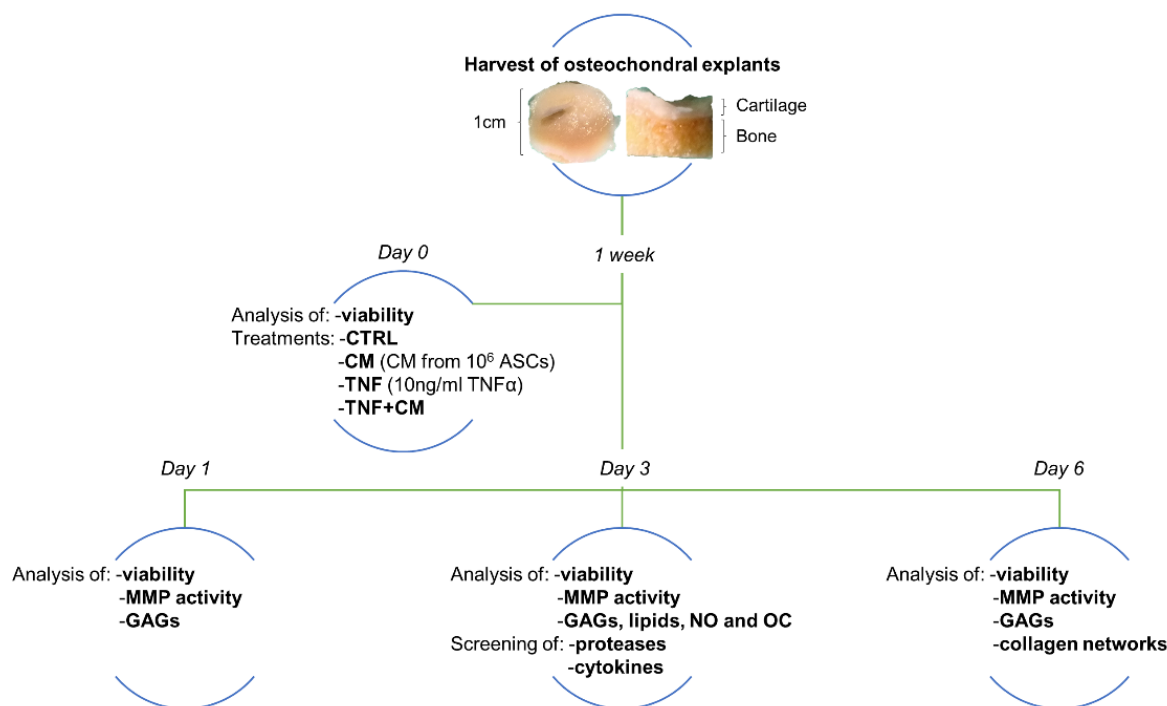 Harvest of osteochondral explants
1cm
Cartilage
Bone
Day 0
1 week
Analysis of: -viability
Treatments: -CTRL
-CM (CM from 10⁶ ASCs)
-TNF (10ng/ml TNFα)
-TNF+CM
Day 1
Day 3
Day 6
Analysis of: -viability
-MMP activity
-GAGs
Analysis of: -viability
-MMP activity
-GAGs, lipids, NO and OC
Screening of: -proteases
-cytokines
Analysis of: -viability
-MMP activity
-GAGs
-collagen networks